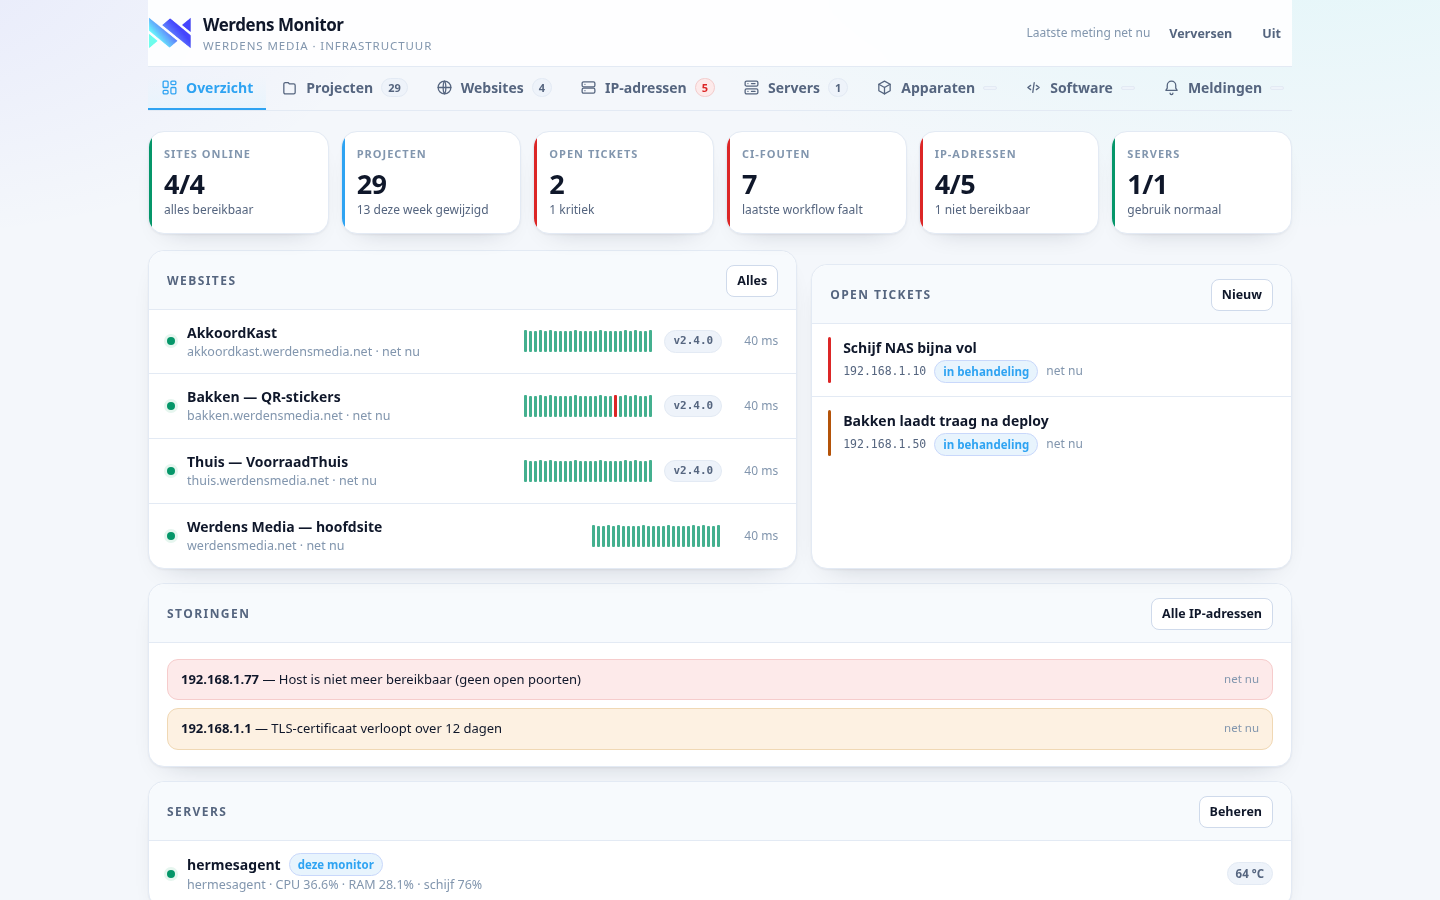 Werdens Monitor
WERDENS MEDIA · INFRASTRUCTUUR
Laatste meting net nu
Verversen
Uit
Overzicht
Projecten 29
Websites 4
IP-adressen 5
Servers 1
Apparaten
Software
Meldingen
SITES ONLINE
4/4
alles bereikbaar
PROJECTEN
29
13 deze week gewijzigd
OPEN TICKETS
2
1 kritiek
CI-FOUTEN
7
laatste workflow faalt
IP-ADRESSEN
4/5
1 niet bereikbaar
SERVERS
1/1
gebruik normaal
WEBSITES
Alles
AkkoordKast
akkoordkast.werdensmedia.net · net nu
v2.4.0
40 ms
Bakken — QR-stickers
bakken.werdensmedia.net · net nu
v2.4.0
40 ms
Thuis — VoorraadThuis
thuis.werdensmedia.net · net nu
v2.4.0
40 ms
Werdens Media — hoofdsite
werdensmedia.net · net nu
40 ms
OPEN TICKETS
Nieuw
Schijf NAS bijna vol
192.168.1.10 in behandeling net nu
Bakken laadt traag na deploy
192.168.1.50 in behandeling net nu
STORINGEN
Alle IP-adressen
192.168.1.77 — Host is niet meer bereikbaar (geen open poorten)
net nu
192.168.1.1 — TLS-certificaat verloopt over 12 dagen
net nu
SERVERS
Beheren
hermesagent deze monitor
hermesagent · CPU 36.6% · RAM 28.1% · schijf 76%
64 °C